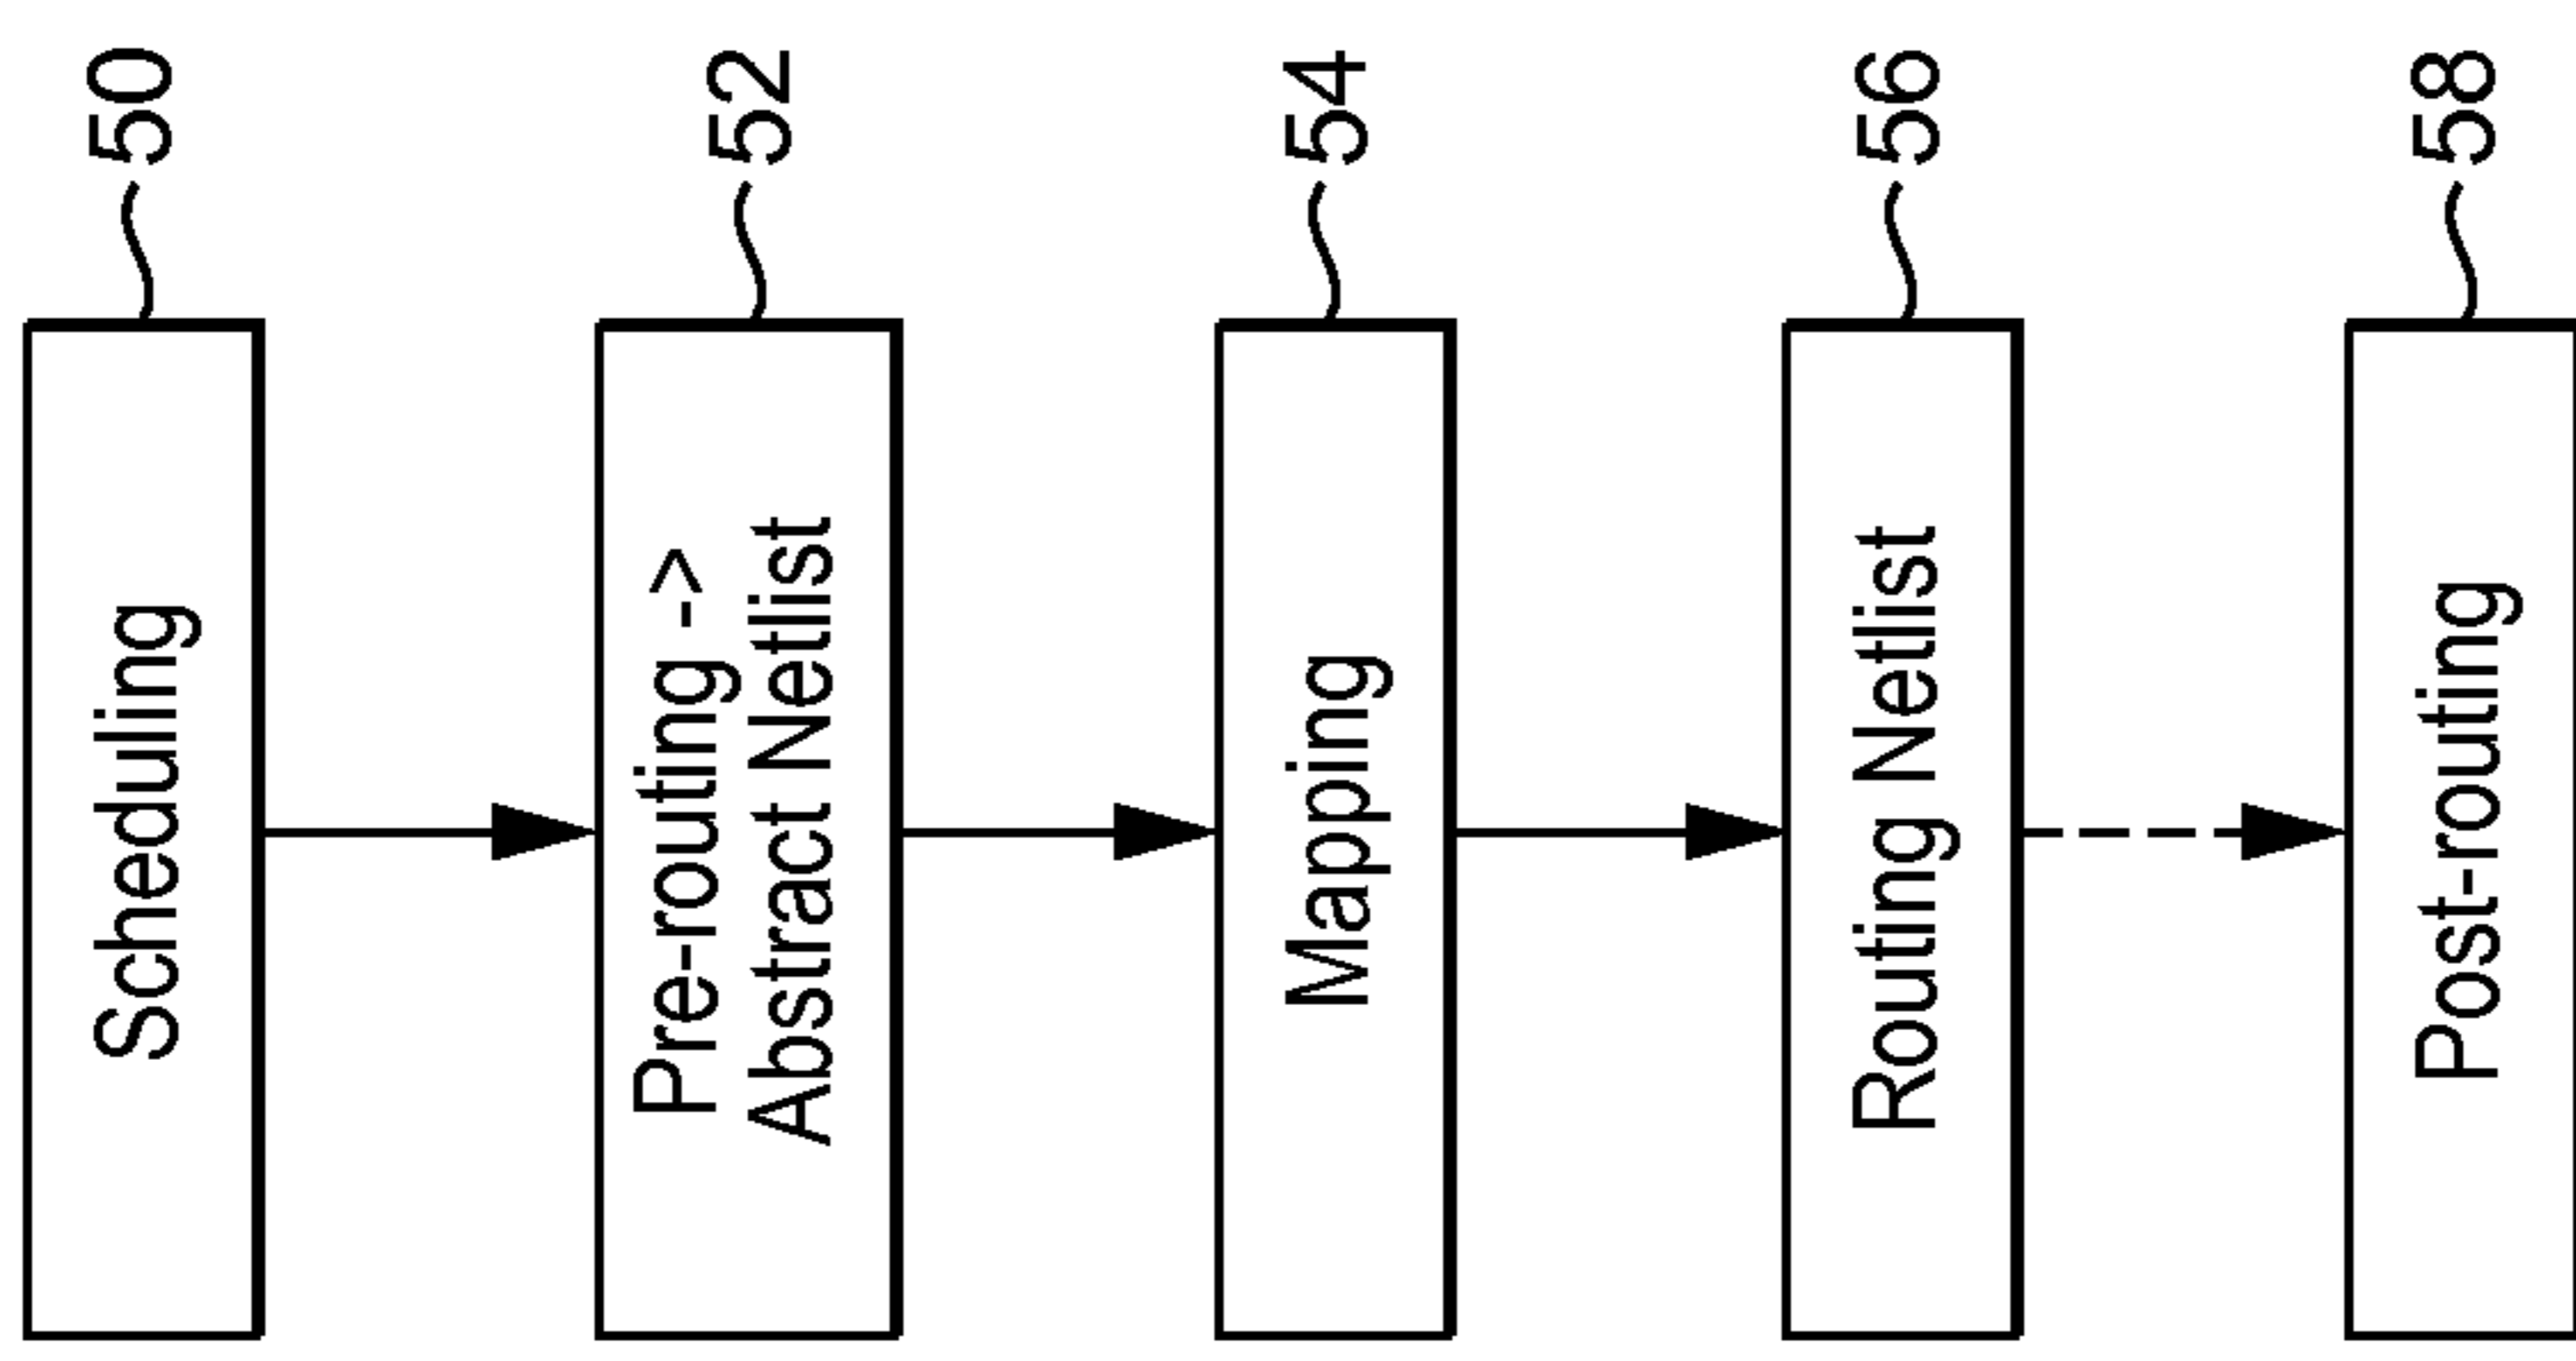 Scheduling
50
Pre-routing ->
Abstract Netlist
52
Mapping
54
Routing Netlist
56
Post-routing
58